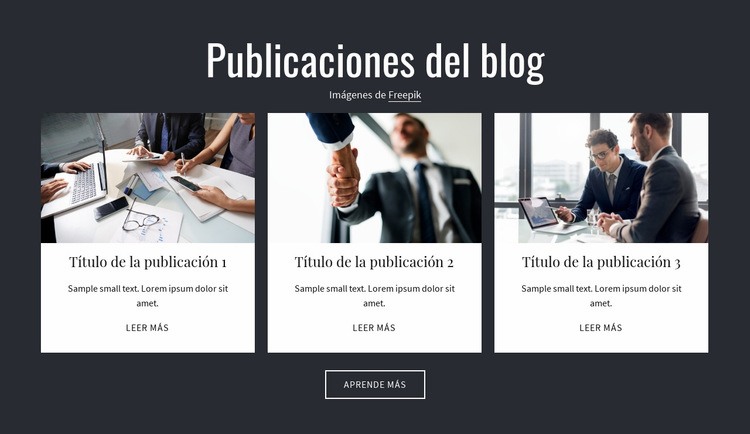 Publicaciones del blog
Imágenes de Freepik
Título de la publicación 1
Sample small text. Lorem ipsum dolor sit
amet.
LEER MÁS
Título de la publicación 2
Sample small text. Lorem ipsum dolor sit
amet.
LEER MÁS
Título de la publicación 3
Sample small text. Lorem ipsum dolor sit
amet.
LEER MÁS
APRENDE MÁS